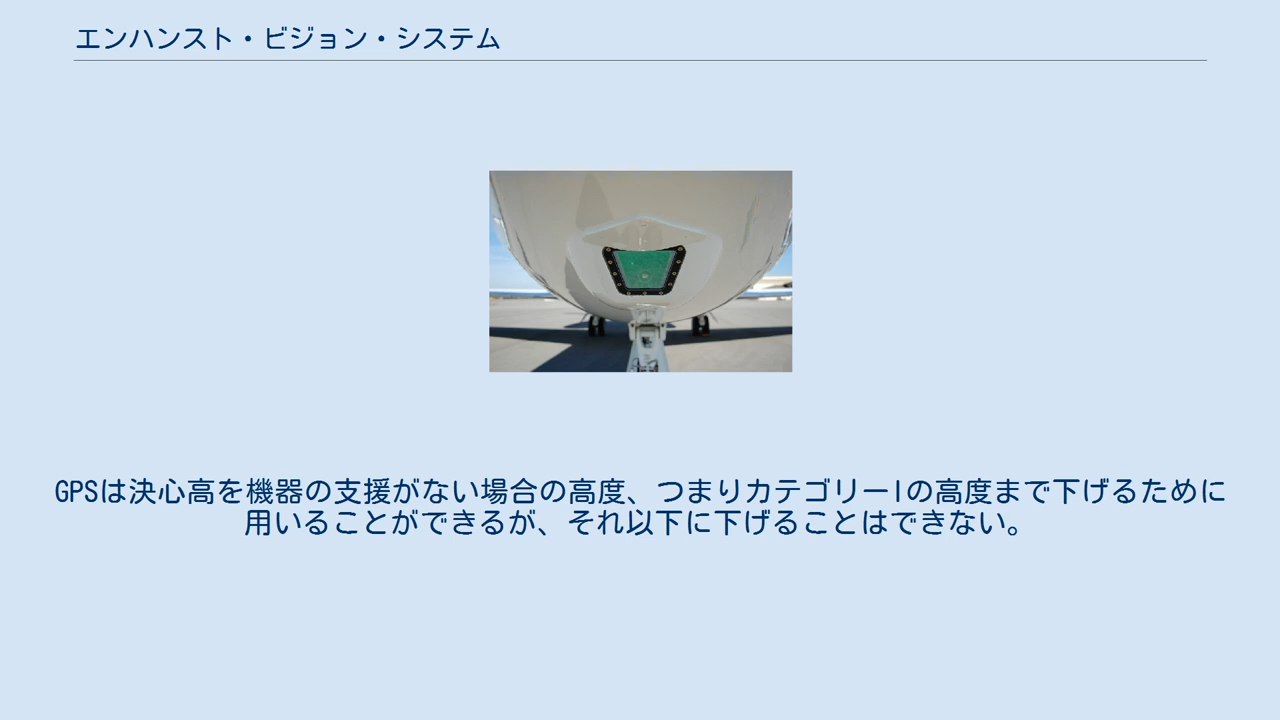 エンハンスト・ビジョン・システム
GPSは決心高を機器の支援がない場合の高度、つまりカテゴリーIの高度まで下げるために
用いることができるが、それ以下に下げることはできない。